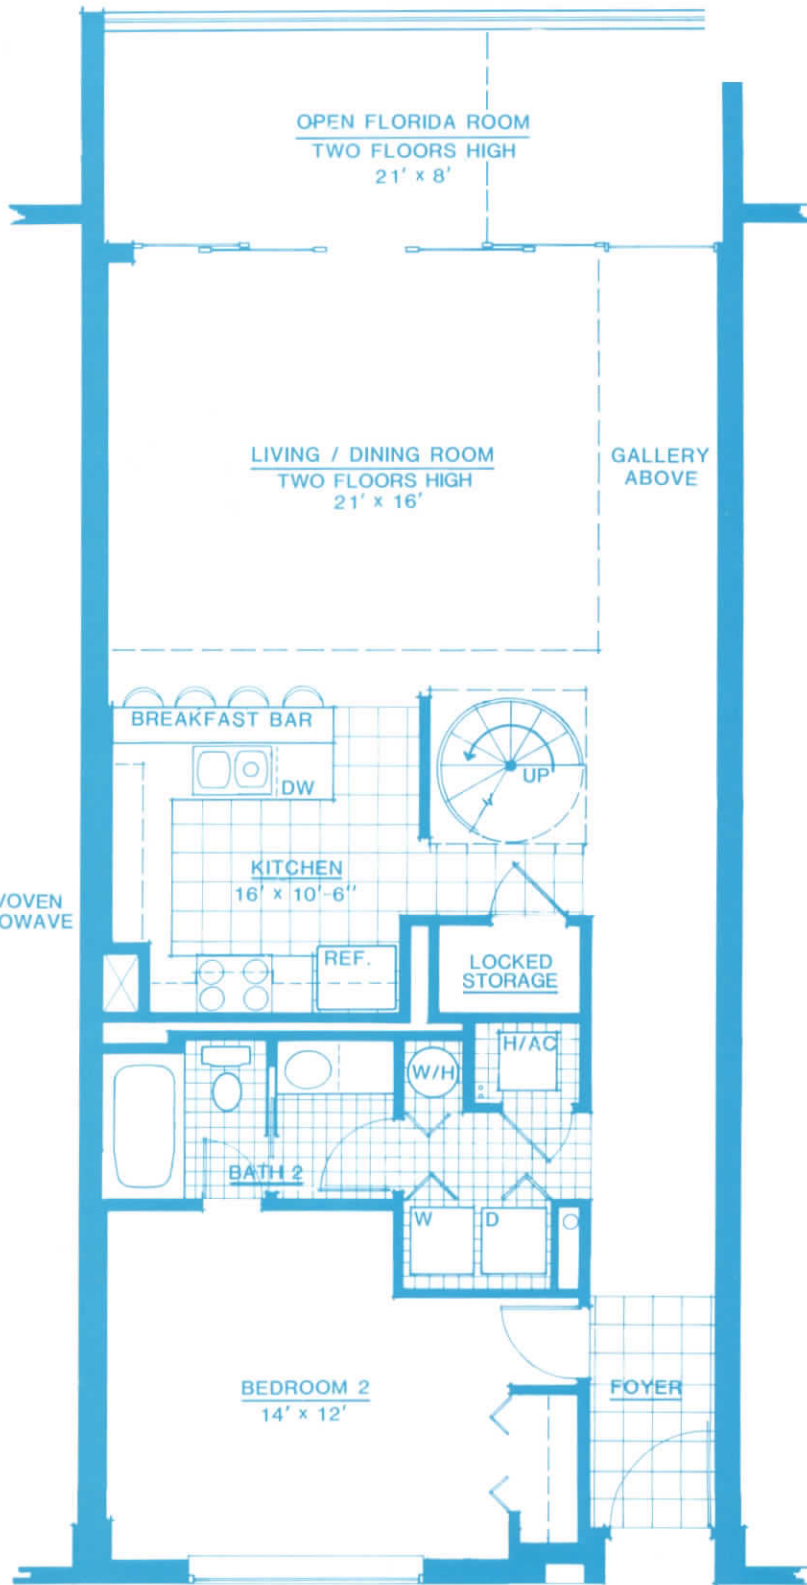 OPEN FLORIDA ROOM
TWO FLOORS HIGH
21' x 8'
LIVING / DINING ROOM
TWO FLOORS HIGH
21' x 16'
GALLERY
ABOVE
BREAKFAST BAR
DW
UP
KITCHEN
16' x 10'-6"
/OVEN
OWAVE
REF.
LOCKED
STORAGE
H/AC
W/H
BATH 2
W D
BEDROOM 2
14' x 12'
FOYER